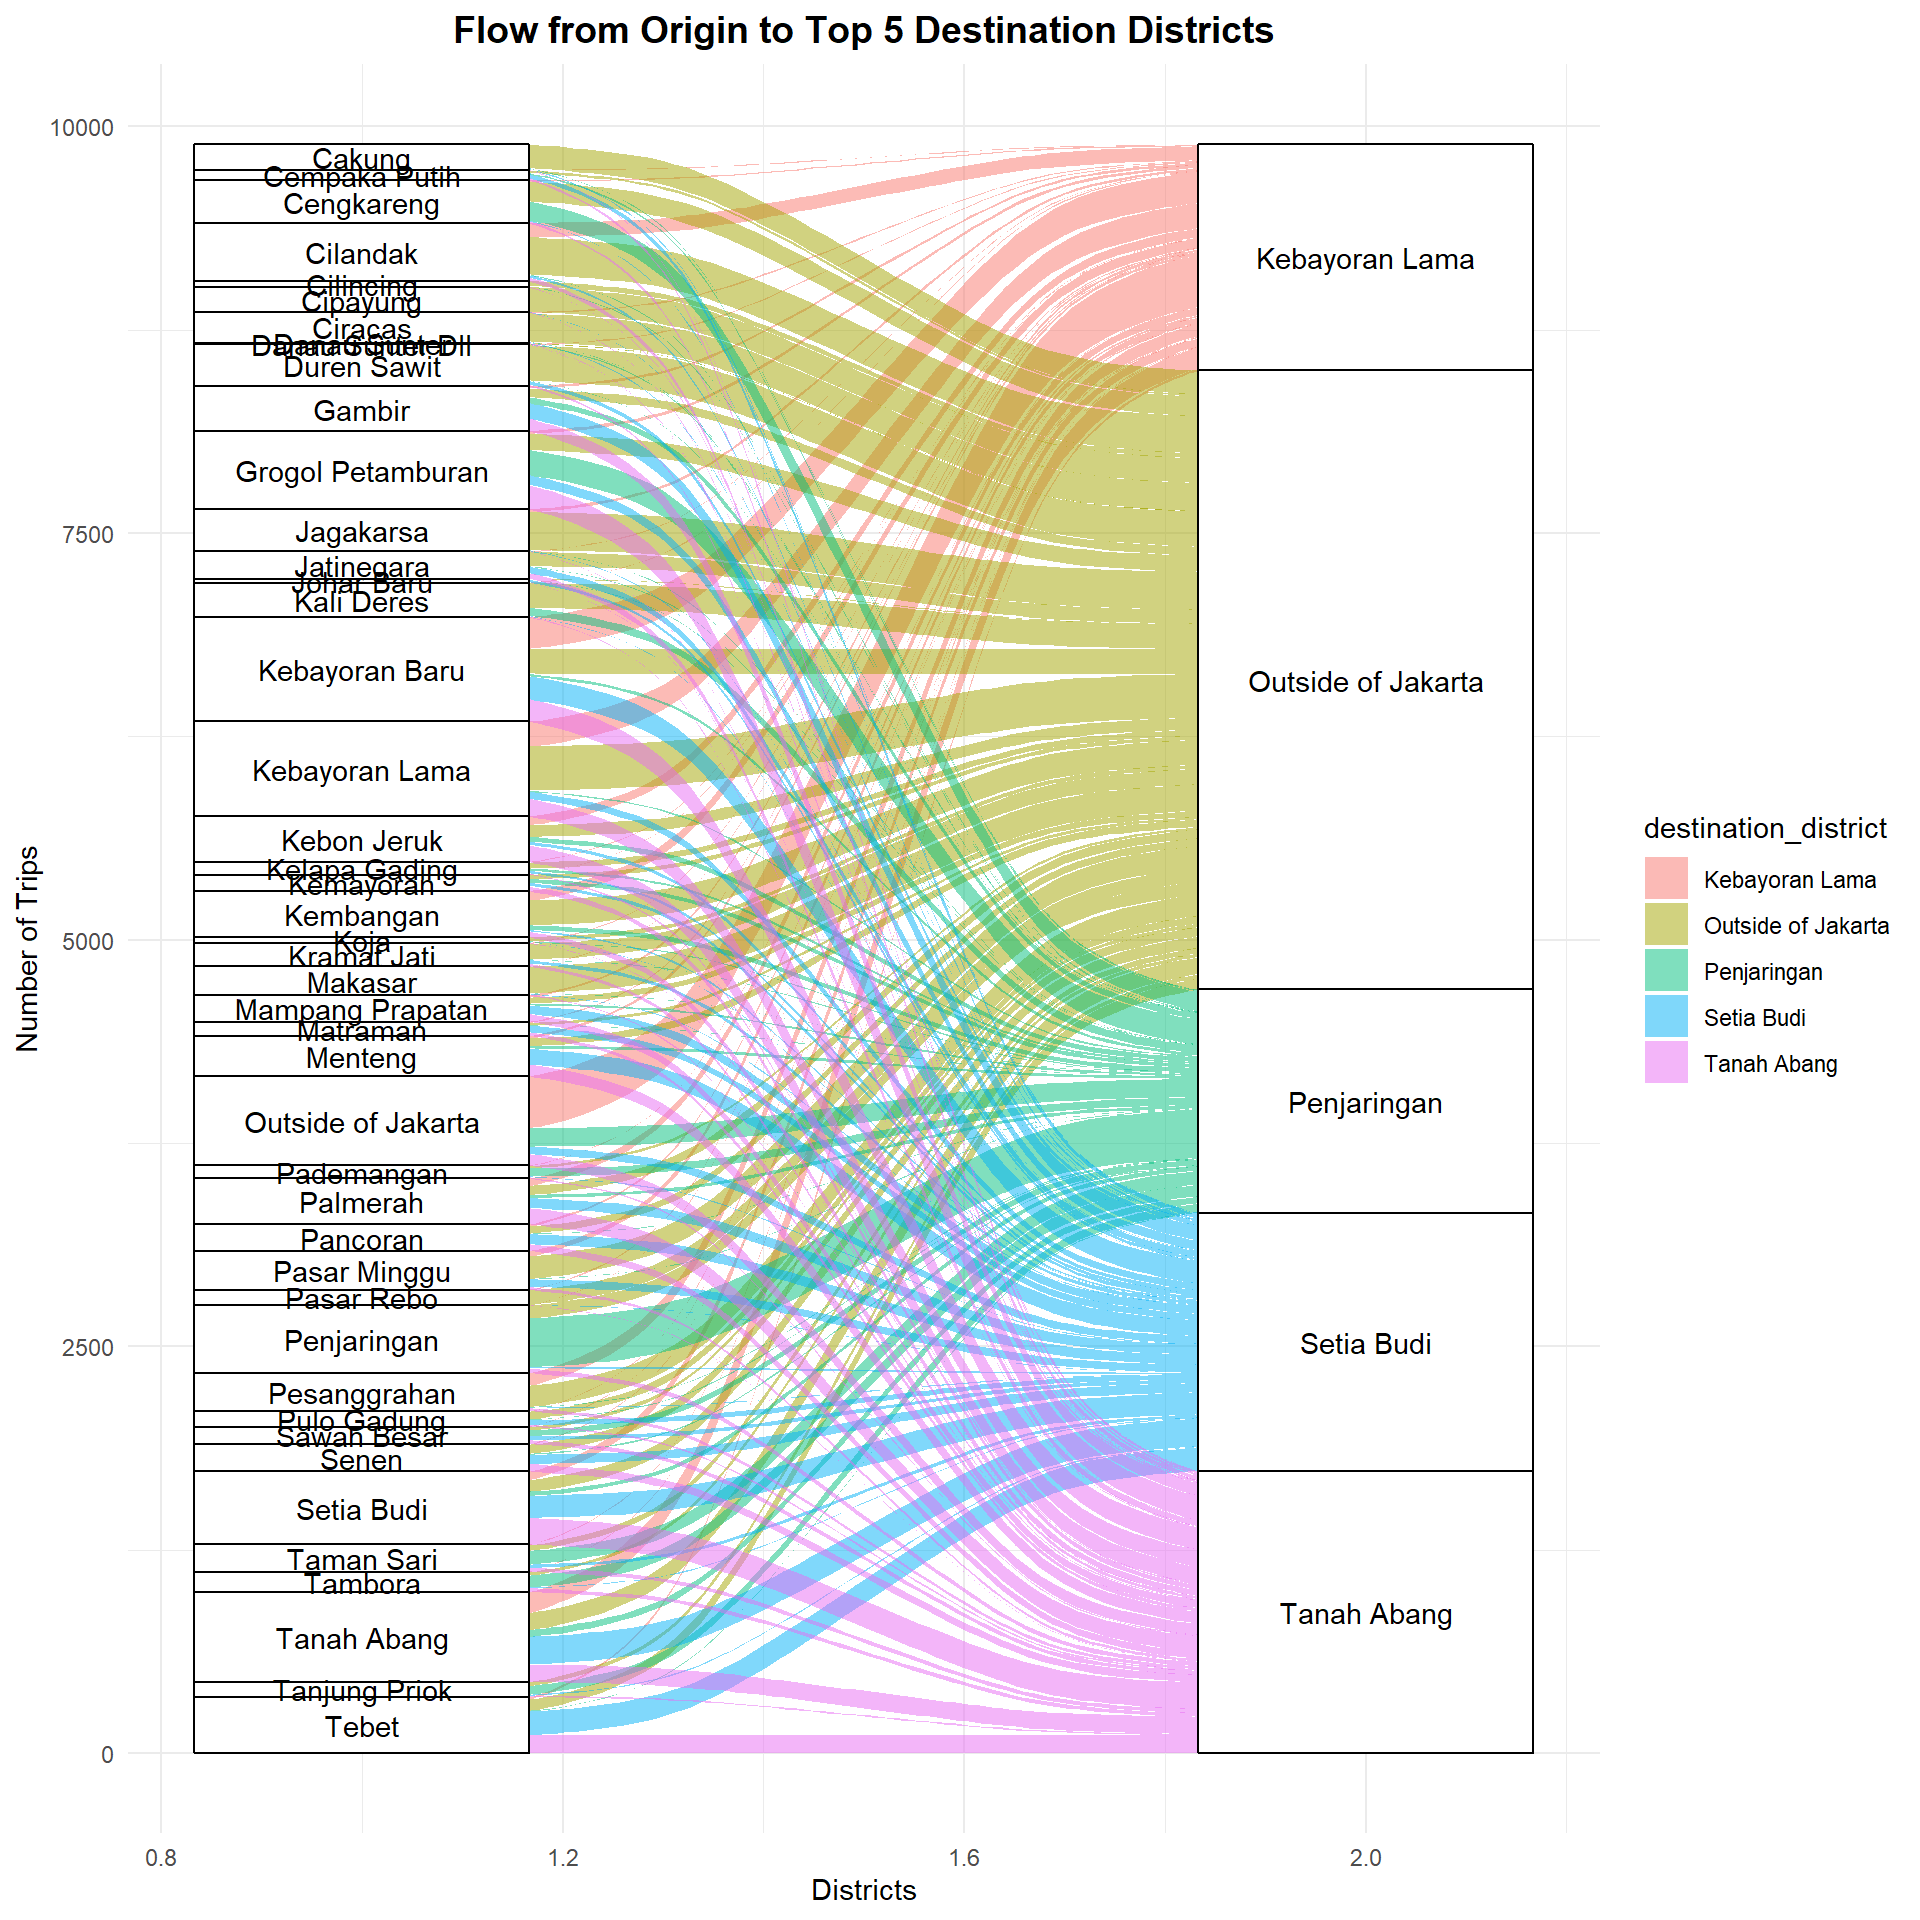 Flow from Origin to Top 5 Destination Districts
Number of Trips
10000
7500
5000
2500
0
Cakung
Cempaka Putih
Cengkareng
Cilandak
Cilincing
Cipayung
Ciracas
Duren Sawit
Gambir
Grogol Petamburan
Jagakarsa
Jatinegara
Johar Baru
Kali Deres
Kebayoran Baru
Kebayoran Lama
Kebon Jeruk
Kelapa Gading
Kemayoran
Kembangan
Koja
Kramat Jati
Makasar
Mampang Prapatan
Matraman
Menteng
Outside of Jakarta
Pademangan
Palmerah
Pancoran
Pasar Minggu
Pasar Rebo
Penjaringan
Pesanggrahan
Pulo Gadung
Sawah Besar
Senen
Setia Budi
Taman Sari
Tambora
Tanah Abang
Tanjung Priok
Tebet
Kebayoran Lama
Outside of Jakarta
Penjaringan
Setia Budi
Tanah Abang
destination_district
Kebayoran Lama
Outside of Jakarta
Penjaringan
Setia Budi
Tanah Abang
0.8
1.2
1.6
2.0
Districts